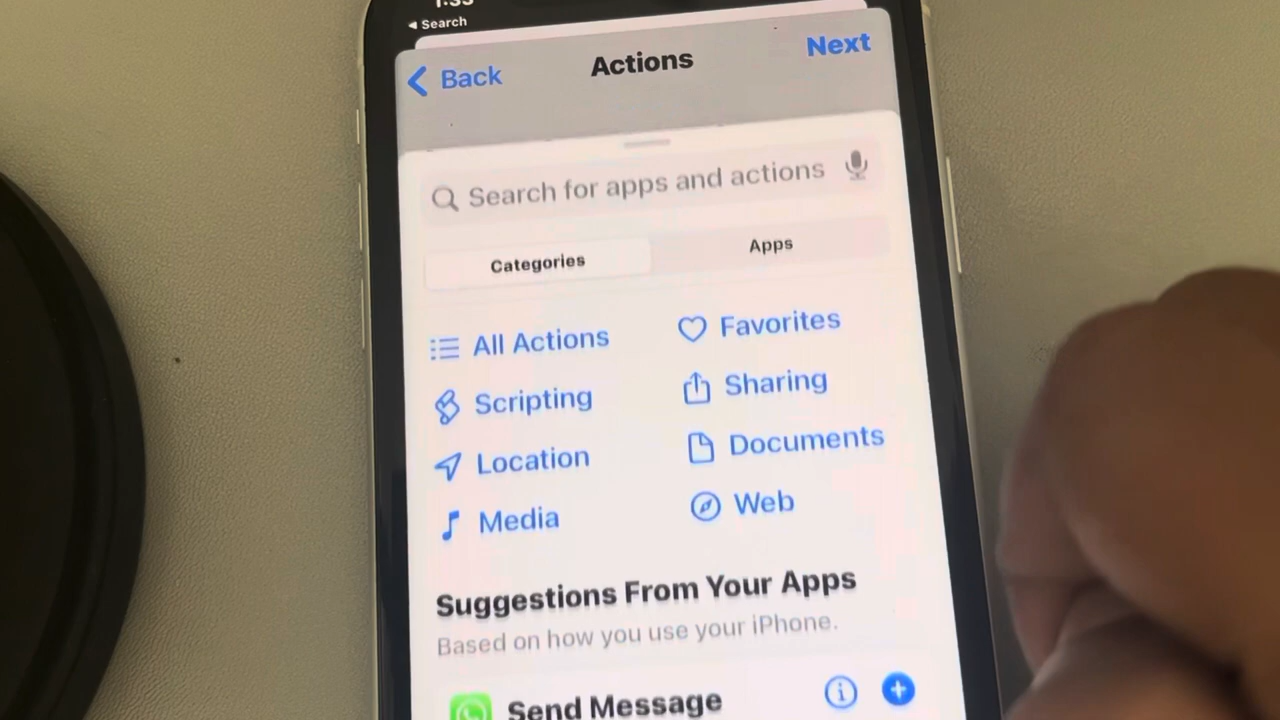 Search
Back
Actions
Next
Search for apps and actions
Categories
Apps
All Actions
Favorites
Scripting
Sharing
Location
Documents
Media
Web
Suggestions From Your Apps
Based on how you use your iPhone.
Send Message